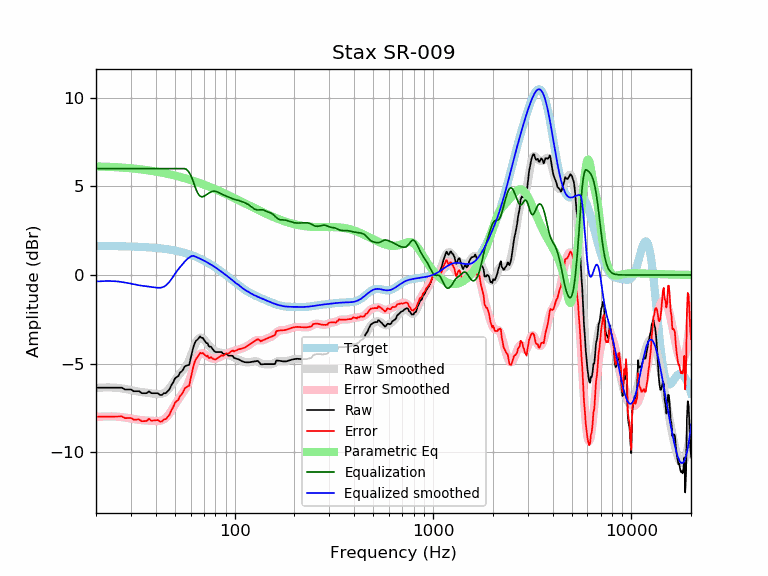 Stax SR-009
Amplitude (dBr)
10
5
0
−5
−10
Target
Raw Smoothed
Error Smoothed
Raw
Error
Parametric Eq
Equalization
Equalized smoothed
100
1000
10000
Frequency (Hz)